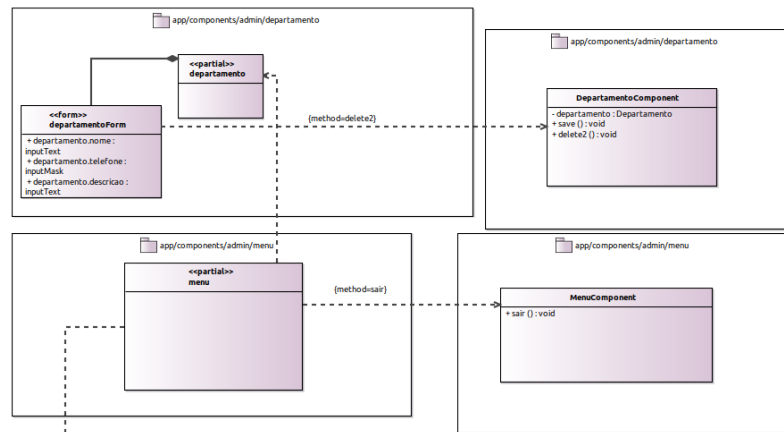 app/components/admin/departamento
<<partial>>
departamento
<<form>>
departamentoForm
+ departamento.nome :
inputText
+ departamento.telefone :
inputMask
+ departamento.descricao :
inputText
{method=delete2}
app/components/admin/departamento
DepartamentoComponent
- departamento : Departamento
+ save () : void
+ delete2 () : void
app/components/admin/menu
<<partial>>
menu
{method=sair}
app/components/admin/menu
MenuComponent
+ sair () : void